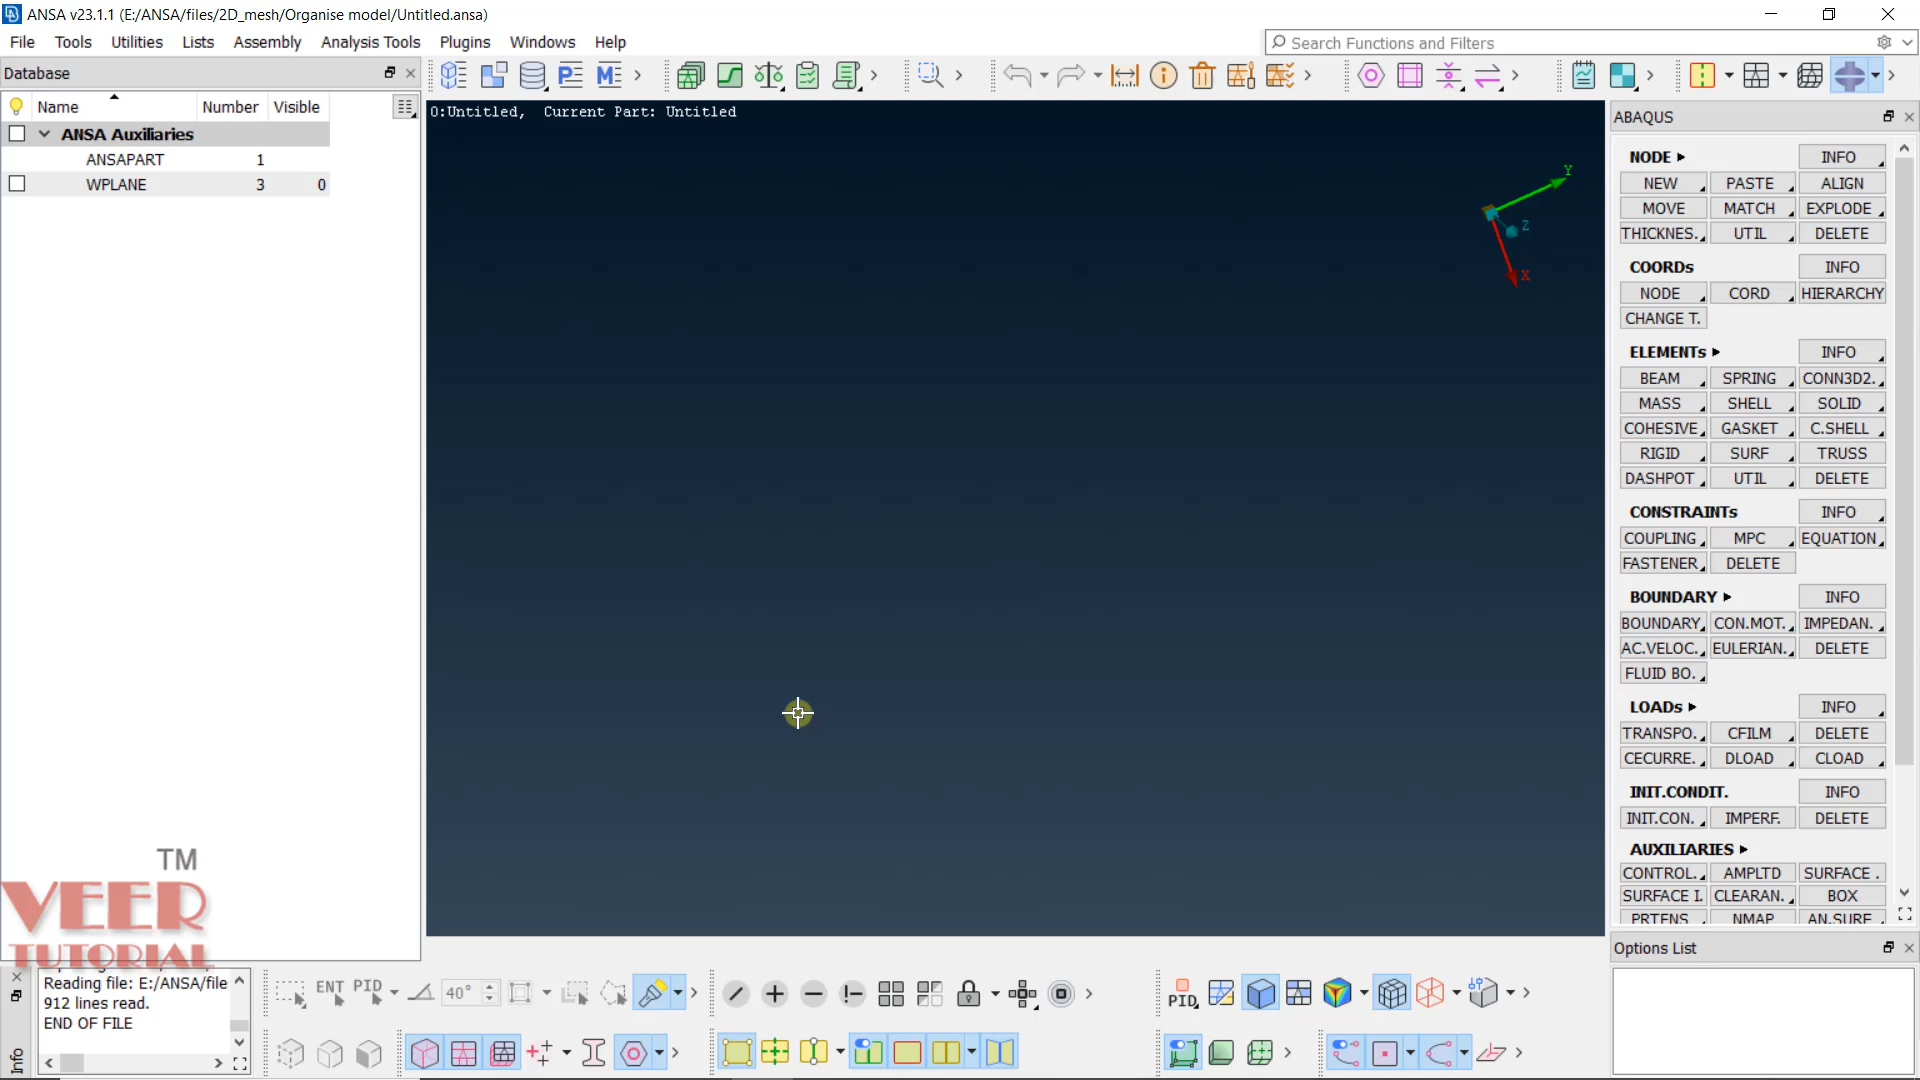 ANSA v23.1.1 (E:/ANSA/files/2D_mesh/Organise model/Untitled.ansa)
File Tools Utilities Lists Assembly Analysis Tools Plugins Windows Help
Search Functions and Filters
Database
Name Number Visible
ANSA Auxiliaries
ANSAPART 1
WPLANE 3 0
0:Untitled, Current Part: Untitled
Y
Z
X
ABAQUS
NODE INFO
NEW PASTE ALIGN
MOVE MATCH EXPLODE
THICKNES. UTIL DELETE
COORDs INFO
NODE CORD HIERARCHY
CHANGE T.
ELEMENTs INFO
BEAM SPRING CONN3D2.
MASS SHELL SOLID
COHESIVE GASKET C.SHELL
RIGID SURF TRUSS
DASHPOT UTIL DELETE
CONSTRAINTs INFO
COUPLING MPC EQUATION
FASTENER DELETE
BOUNDARY INFO
BOUNDARY CON.MOT. IMPEDAN.
AC.VELOC. EULERIAN. DELETE
FLUID BO.
LOADs INFO
TRANSPO. CFILM DELETE
CECURRE. DLOAD CLOAD
INIT.CONDIT. INFO
INIT.CON. IMPERF. DELETE
AUXILIARIES
CONTROL. AMPLTD SURFACE .
SURFACE I. CLEARAN. BOX
PRTENS NMAP AN.SURF
Options List
TM
VEER
TUTORIAL
Info
Reading file: E:/ANSA/file
912 lines read.
END OF FILE
ENT PID 40°
PID